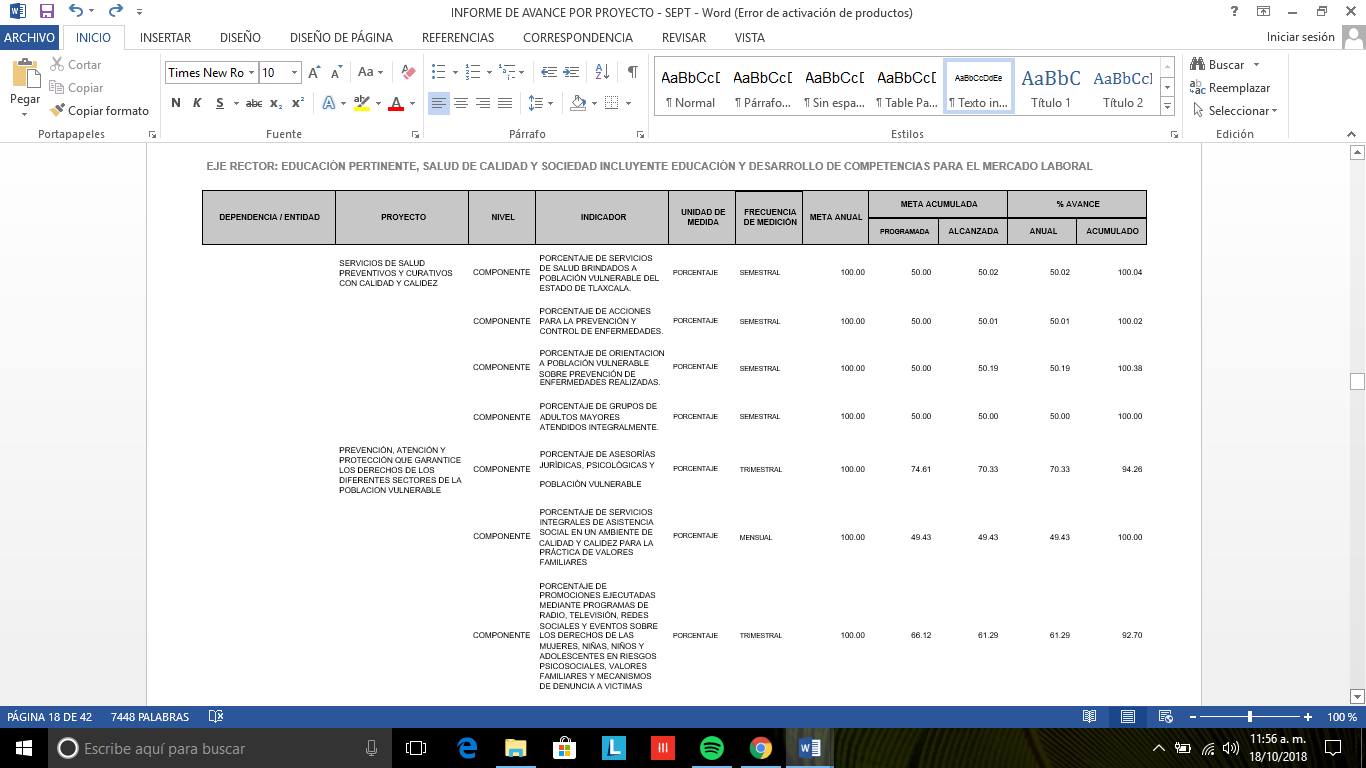 INFORME DE AVANCE POR PROYECTO - SEPT - Word (Error de activación de productos)
ARCHIVO INICIO INSERTAR DISEÑO DISEÑO DE PÁGINA REFERENCIAS CORRESPONDENCIA REVISAR VISTA Iniciar sesión
Pegar
Cortar
Copiar
Copiar formato
Portapapeles
Times New Ro 10
Fuente
Párrafo
AaBbCcD AaBbCcD AaBbCcD AaBbCcD AaBbCcDdEe AaBbC AaBbCcD
¶ Normal ¶ Párrafo... ¶ Sin espa... ¶ Table Pa... ¶ Texto in... Título 1 Título 2
Estilos
Buscar
Reemplazar
Seleccionar
Edición
EJE RECTOR: EDUCACIÓN PERTINENTE, SALUD DE CALIDAD Y SOCIEDAD INCLUYENTE EDUCACIÓN Y DESARROLLO DE COMPETENCIAS PARA EL MERCADO LABORAL
DEPENDENCIA / ENTIDAD PROYECTO NIVEL INDICADOR UNIDAD DE MEDIDA FRECUENCIA DE MEDICIÓN META ANUAL META ACUMULADA % AVANCE
PROGRAMADA ALCANZADA ANUAL ACUMULADO
SERVICIOS DE SALUD
PREVENTIVOS Y CURATIVOS
CON CALIDAD Y CALIDEZ
COMPONENTE
PORCENTAJE DE SERVICIOS
DE SALUD BRINDADOS A
POBLACIÓN VULNERABLE DEL
ESTADO DE TLAXCALA.
PORCENTAJE SEMESTRAL 100.00 50.00 50.02 50.02 100.04
COMPONENTE
PORCENTAJE DE ACCIONES
PARA LA PREVENCIÓN Y
CONTROL DE ENFERMEDADES.
PORCENTAJE SEMESTRAL 100.00 50.00 50.01 50.01 100.02
COMPONENTE
PORCENTAJE DE ORIENTACION
A POBLACIÓN VULNERABLE
SOBRE PREVENCIÓN DE
ENFERMEDADES REALIZADAS.
PORCENTAJE SEMESTRAL 100.00 50.00 50.19 50.19 100.38
COMPONENTE
PORCENTAJE DE GRUPOS DE
ADULTOS MAYORES
ATENDIDOS INTEGRALMENTE.
PORCENTAJE SEMESTRAL 100.00 50.00 50.00 50.00 100.00
PREVENCIÓN, ATENCIÓN Y
PROTECCIÓN QUE GARANTICE
LOS DERECHOS DE LOS
DIFERENTES SECTORES DE LA
POBLACION VULNERABLE
COMPONENTE
PORCENTAJE DE ASESORÍAS
JURÍDICAS, PSICOLÓGICAS Y
POBLACIÓN VULNERABLE
PORCENTAJE TRIMESTRAL 100.00 74.61 70.33 70.33 94.26
COMPONENTE
PORCENTAJE DE SERVICIOS
INTEGRALES DE ASISTENCIA
SOCIAL EN UN AMBIENTE DE
CALIDAD Y CALIDEZ PARA LA
PRÁCTICA DE VALORES
FAMILIARES
PORCENTAJE MENSUAL 100.00 49.43 49.43 49.43 100.00
COMPONENTE
PORCENTAJE DE
PROMOCIONES EJECUTADAS
MEDIANTE PROGRAMAS DE
RADIO, TELEVISIÓN, REDES
SOCIALES Y EVENTOS SOBRE
LOS DERECHOS DE LAS
MUJERES, NIÑAS, NIÑOS Y
ADOLESCENTES EN RIESGOS
PSICOSOCIALES, VALORES
FAMILIARES Y MECANISMOS
DE DENUNCIA A VICTIMAS
PORCENTAJE TRIMESTRAL 100.00 66.12 61.29 61.29 92.70
PÁGINA 18 DE 42 7448 PALABRAS 100 %
Escribe aquí para buscar
11:56 a. m.
18/10/2018